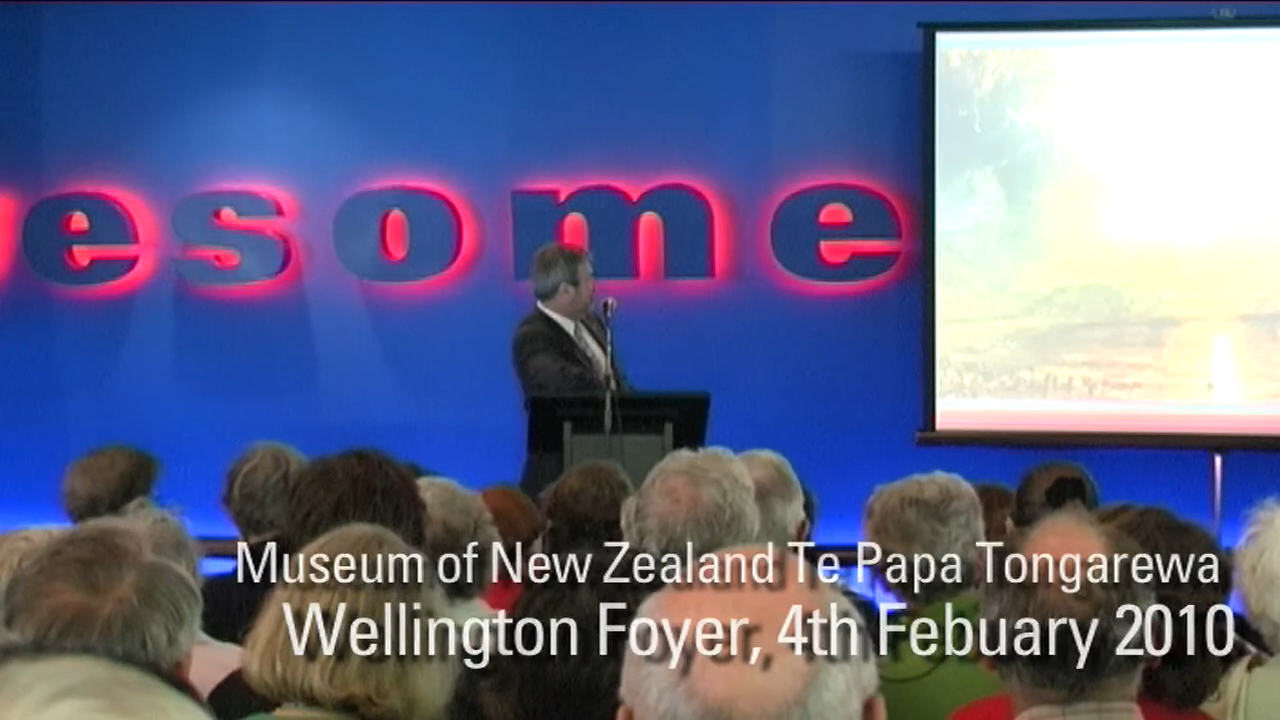 esome
Museum of New Zealand Te Papa Tongarewa
Wellington Foyer, 4th Febuary 2010